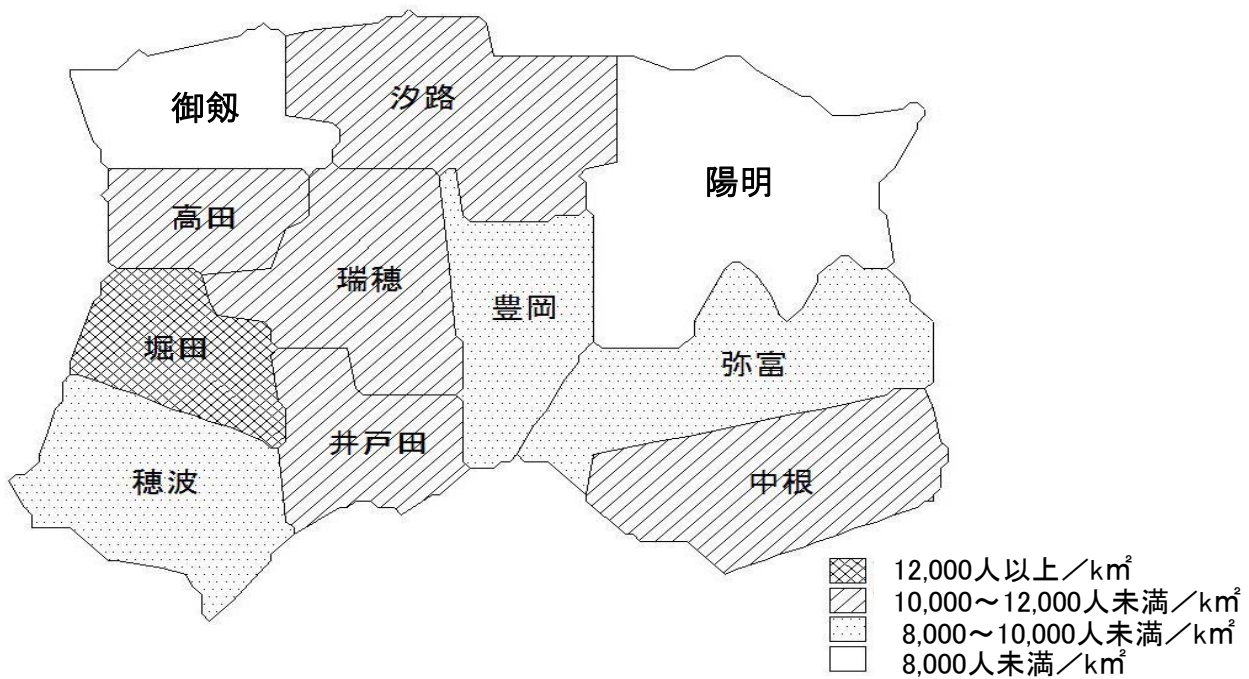 汐路
御剱
陽明
高田
瑞穂
豊岡
堀田
弥富
井戸田
穂波
中根
12,000人以上／k㎡
10,000～12,000人未満／k㎡
8,000～10,000人未満／k㎡
8,000人未満／k㎡